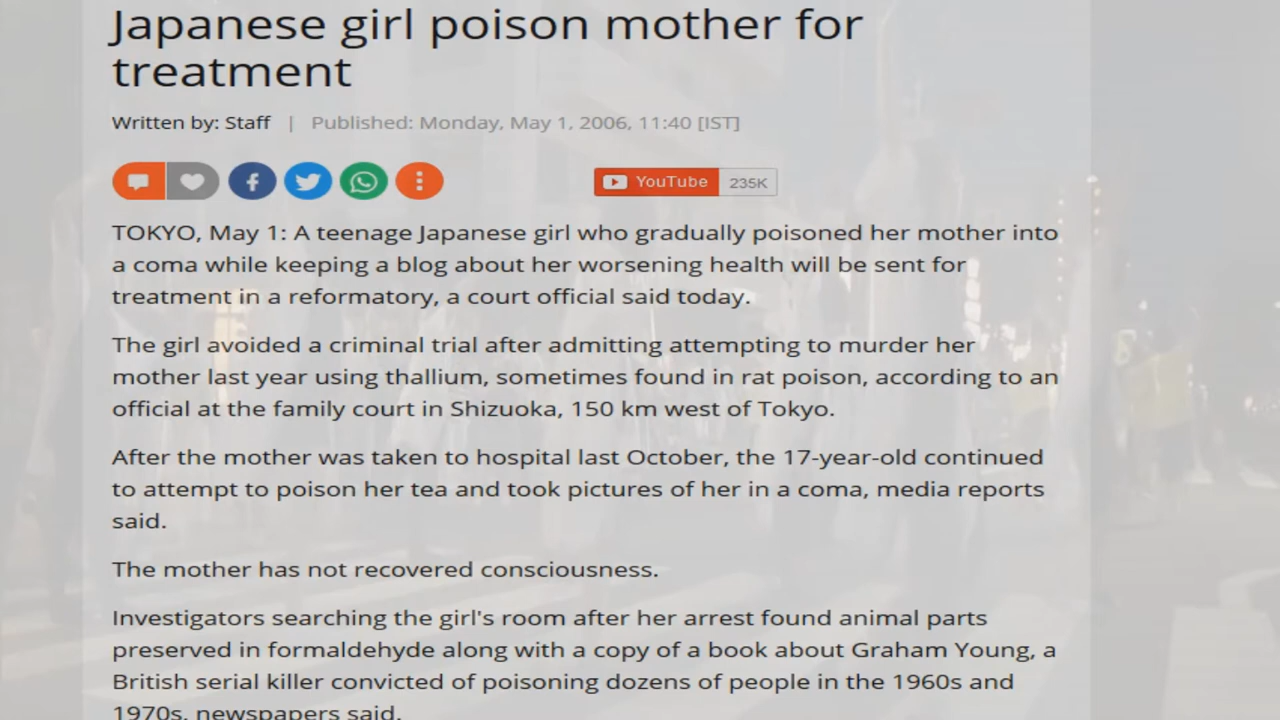 Japanese girl poison mother for
treatment
Written by: Staff | Published: Monday, May 1, 2006, 11:40 [IST]
YouTube 235K
TOKYO, May 1: A teenage Japanese girl who gradually poisoned her mother into
a coma while keeping a blog about her worsening health will be sent for
treatment in a reformatory, a court official said today.
The girl avoided a criminal trial after admitting attempting to murder her
mother last year using thallium, sometimes found in rat poison, according to an
official at the family court in Shizuoka, 150 km west of Tokyo.
After the mother was taken to hospital last October, the 17-year-old continued
to attempt to poison her tea and took pictures of her in a coma, media reports
said.
The mother has not recovered consciousness.
Investigators searching the girl's room after her arrest found animal parts
preserved in formaldehyde along with a copy of a book about Graham Young, a
British serial killer convicted of poisoning dozens of people in the 1960s and
1970s, newspapers said.